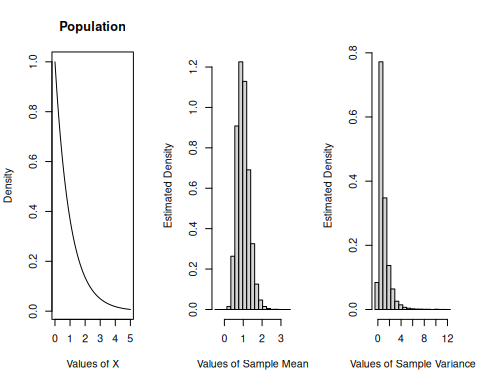 Population
Density
0.0 0.2 0.4 0.6 0.8 1.0
0 1 2 3 4 5
Values of X
Estimated Density
0.0 0.2 0.4 0.6 0.8 1.0 1.2
0 1 2 3
Values of Sample Mean
Estimated Density
0.0 0.2 0.4 0.6 0.8
0 4 8 12
Values of Sample Variance